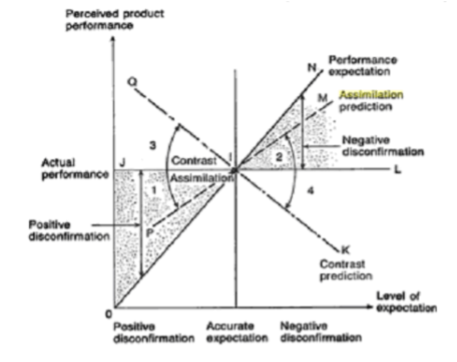 Perceived product
performance
N
Performance
expectation
Q
M
Assimilation
prediction
3
Negative
disconfirmation
Actual
performance
J
Contrast
I
2
L
Assimilation
1
4
Positive
disconfirmation
P
K
Contrast
prediction
Level of
expectation
0
Positive
disconfirmation
Accurate
expectation
Negative
disconfirmation